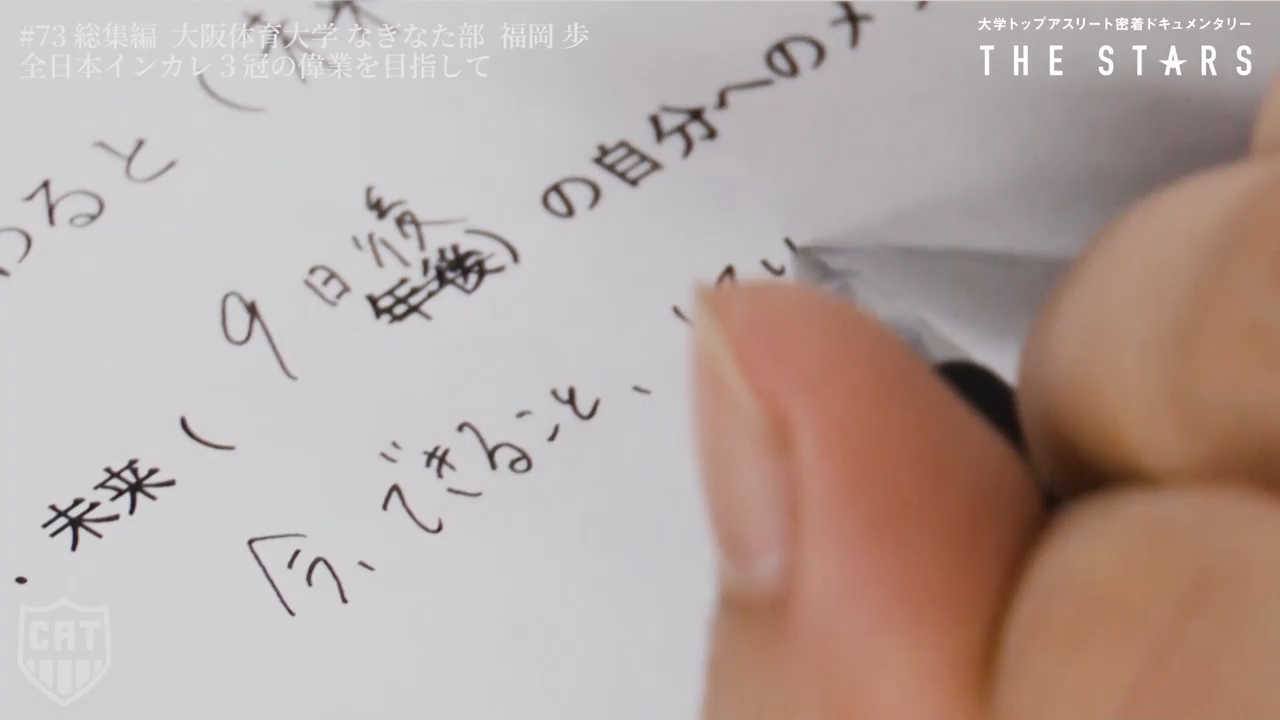 #73 総集編 大阪体育大学 なぎなた部 福岡 歩
全日本インカレ3冠の偉業を目指して
大学トップアスリート密着ドキュメンタリー
THE STARS
わると（
・未来（9日後 年後）の自分へのメ
「今、できること、
CAT